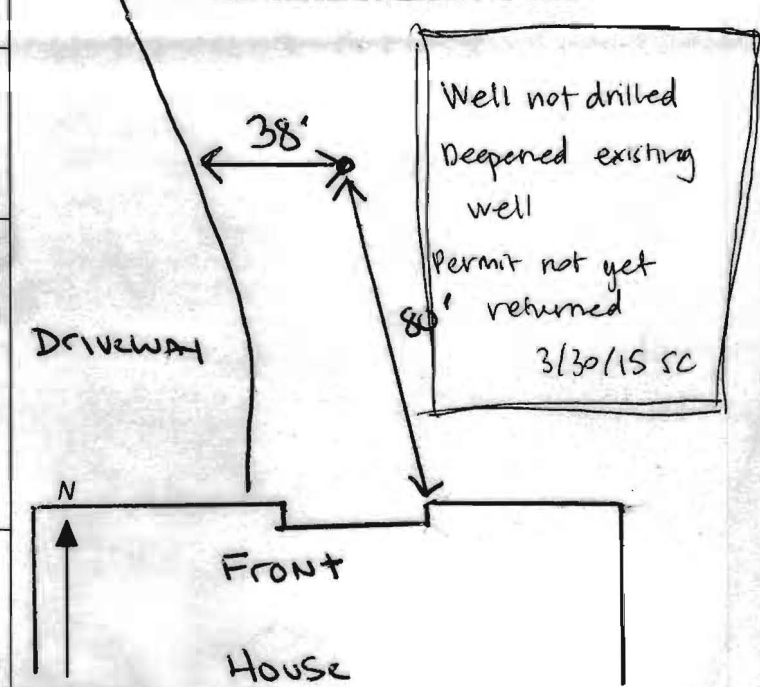 38'
Well not drilled
Deepened existing
well
Permit not yet
returned
3/30/15 SC
80'
Driveway
N
Front
House